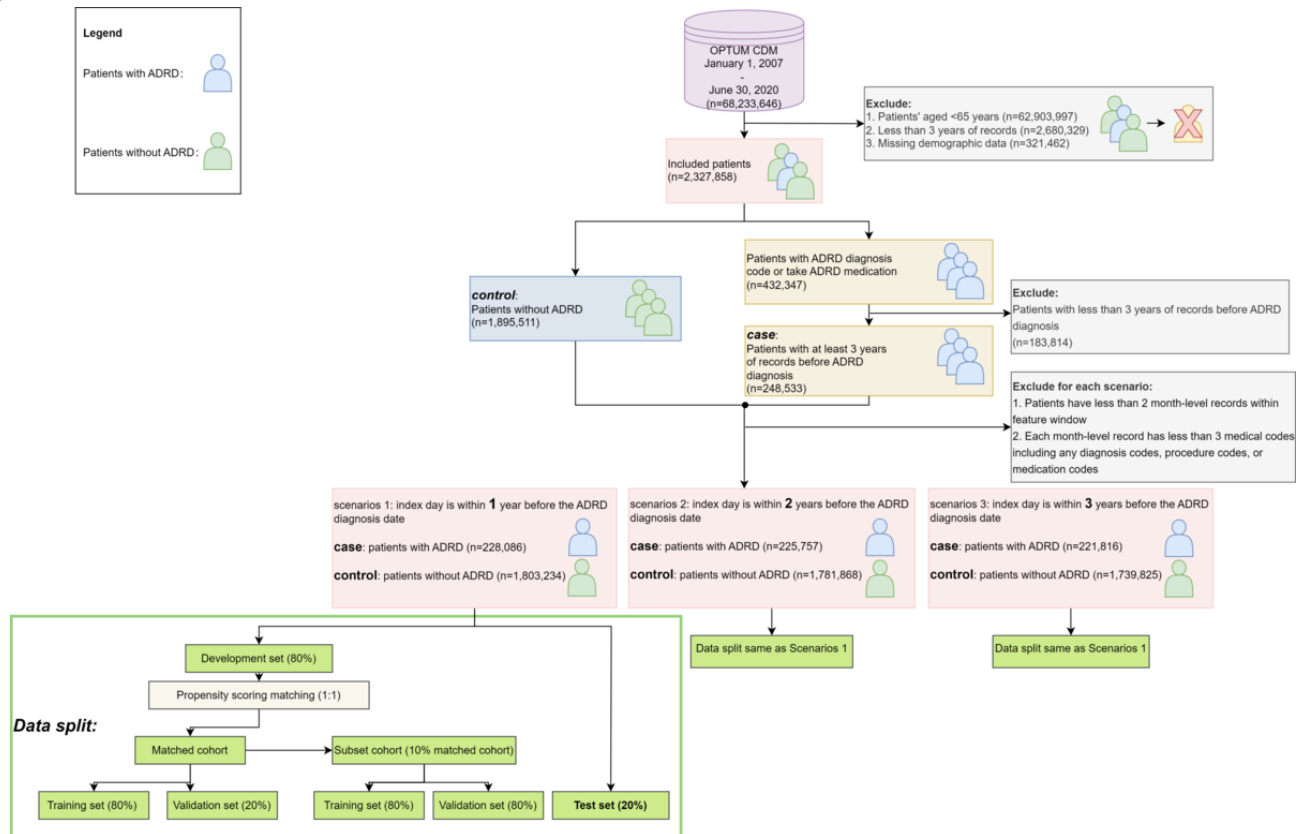 Legend
Patients with ADRD:
Patients without ADRD:
OPTUM CDM
January 1, 2007
-
June 30, 2020
(n=68,233,646)
Exclude:
1. Patients' aged <65 years (n=62,903,997)
2. Less than 3 years of records (n=2,680,329)
3. Missing demographic data (n=321,462)
Included patients
(n=2,327,858)
control:
Patients without ADRD
(n=1,895,511)
Patients with ADRD diagnosis
code or take ADRD medication
(n=432,347)
Exclude:
Patients with less than 3 years of records before ADRD
diagnosis
(n=183,814)
case:
Patients with at least 3 years
of records before ADRD
diagnosis
(n=248,533)
Exclude for each scenario:
1. Patients have less than 2 month-level records within
feature window
2. Each month-level record has less than 3 medical codes
including any diagnosis codes, procedure codes, or
medication codes
scenarios 1: index day is within 1 year before the ADRD
diagnosis date
case: patients with ADRD (n=228,086)
control: patients without ADRD (n=1,803,234)
scenarios 2: index day is within 2 years before the ADRD
diagnosis date
case: patients with ADRD (n=225,757)
control: patients without ADRD (n=1,781,868)
scenarios 3: index day is within 3 years before the ADRD
diagnosis date
case: patients with ADRD (n=221,816)
control: patients without ADRD (n=1,739,825)
Data split same as Scenarios 1
Data split same as Scenarios 1
Data split:
Development set (80%)
Propensity scoring matching (1:1)
Matched cohort
Subset cohort (10% matched cohort)
Training set (80%)
Validation set (20%)
Training set (80%)
Validation set (80%)
Test set (20%)